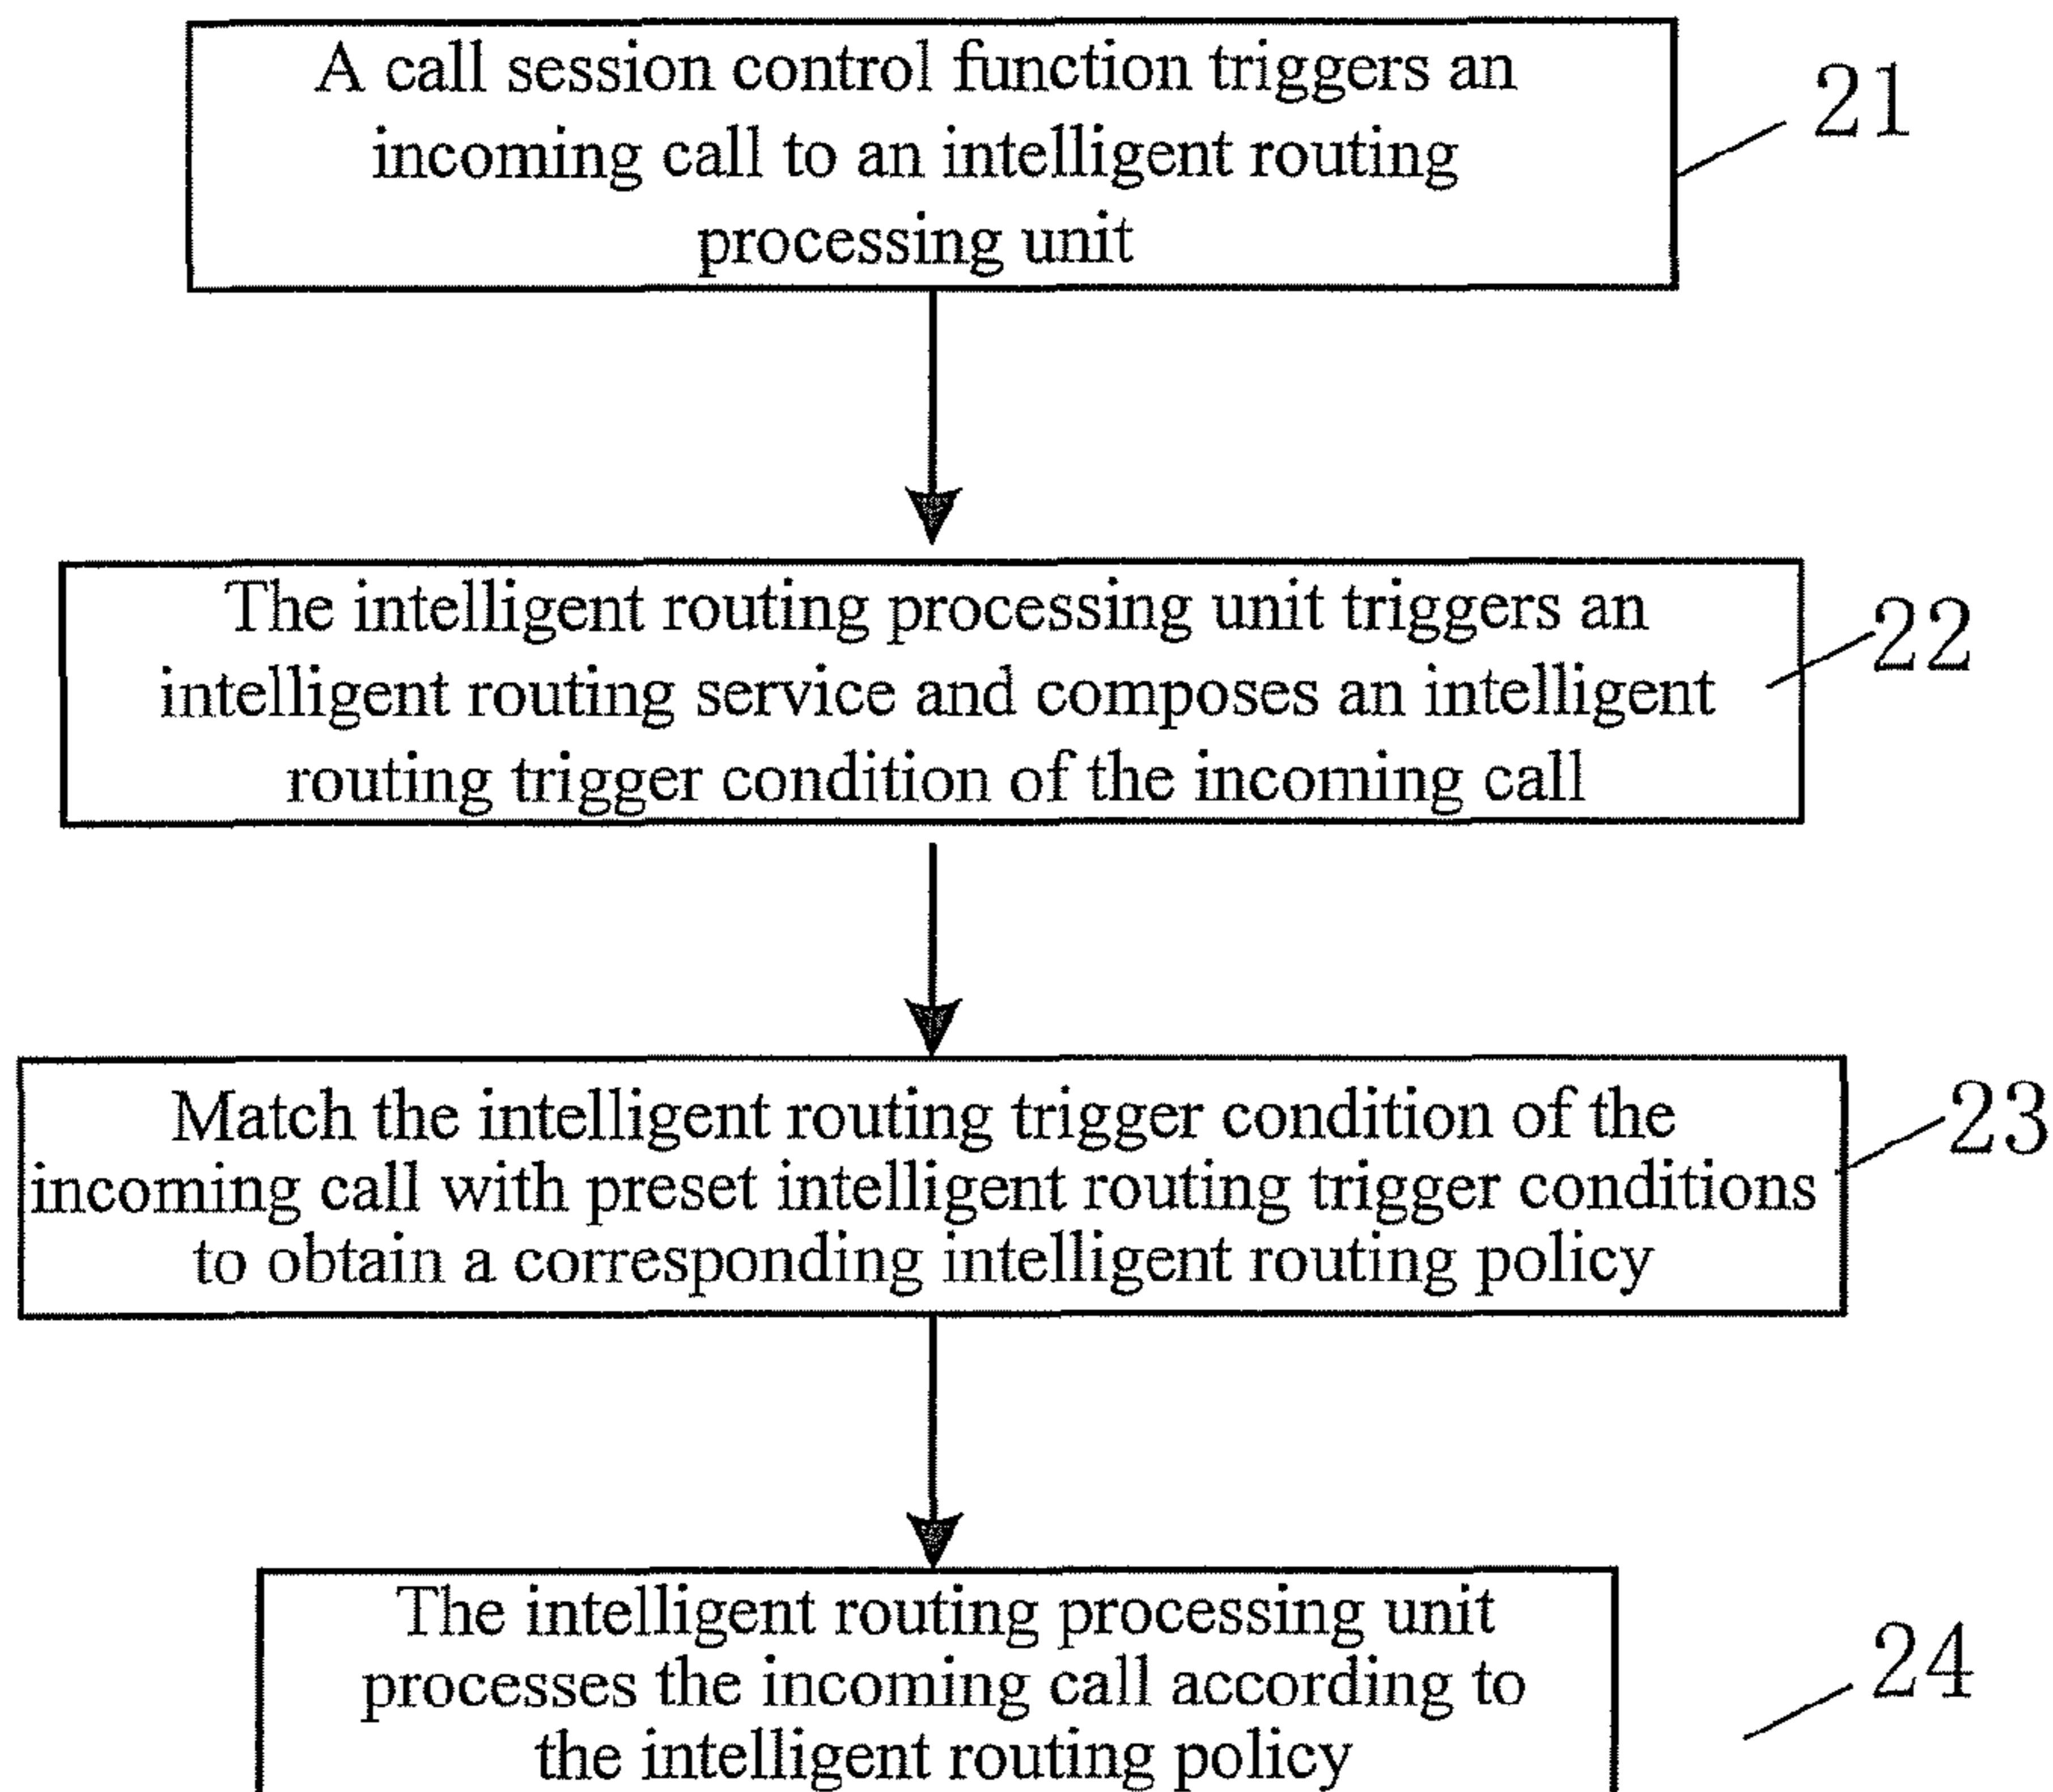 A call session control function triggers an
incoming call to an intelligent routing
processing unit
21
The intelligent routing processing unit triggers an
intelligent routing service and composes an intelligent
routing trigger condition of the incoming call
22
Match the intelligent routing trigger condition of the
incoming call with preset intelligent routing trigger conditions
to obtain a corresponding intelligent routing policy
23
The intelligent routing processing unit
processes the incoming call according to
the intelligent routing policy
24